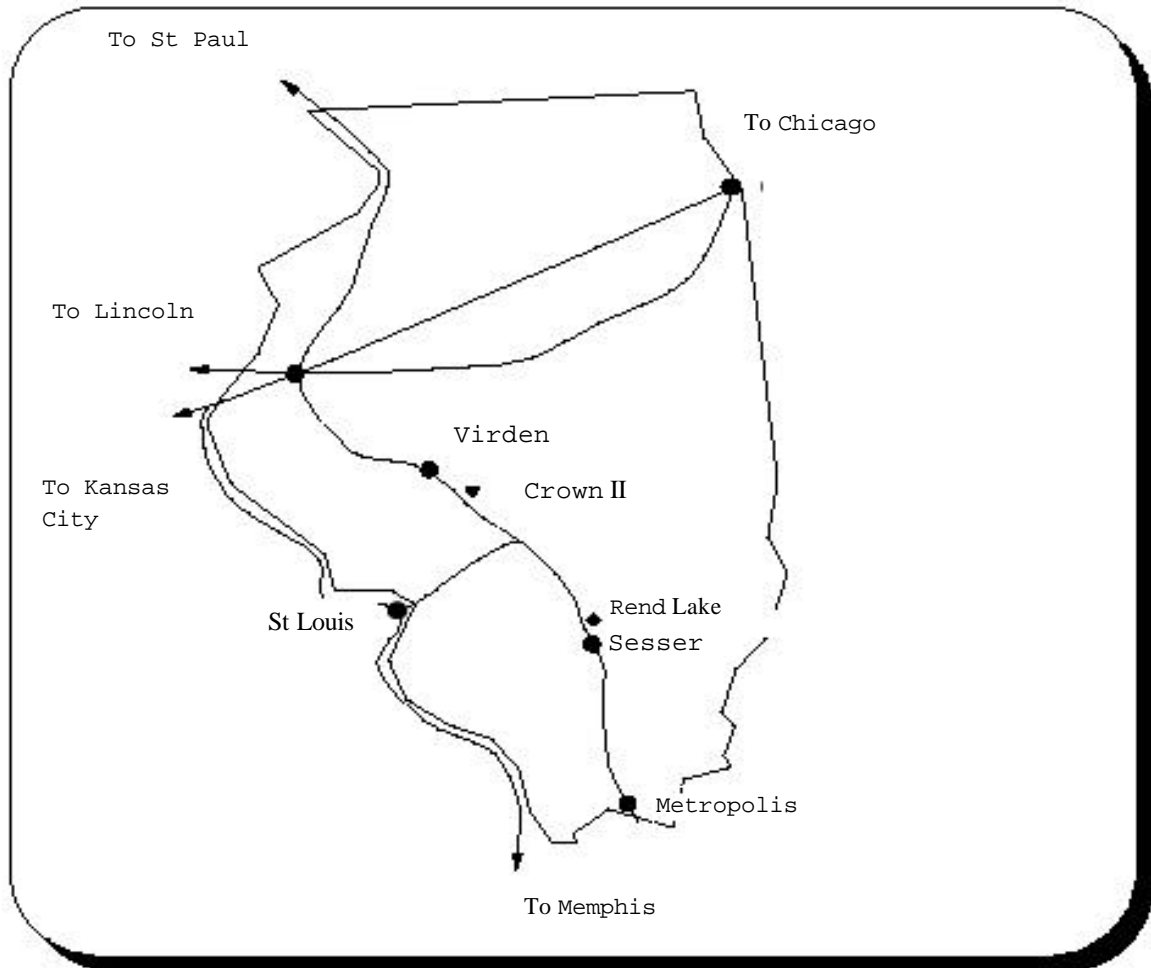 To St Paul
To Chicago
To Lincoln
Virden
To Kansas
City
Crown II
St Louis
Rend Lake
Sesser
Metropolis
To Memphis